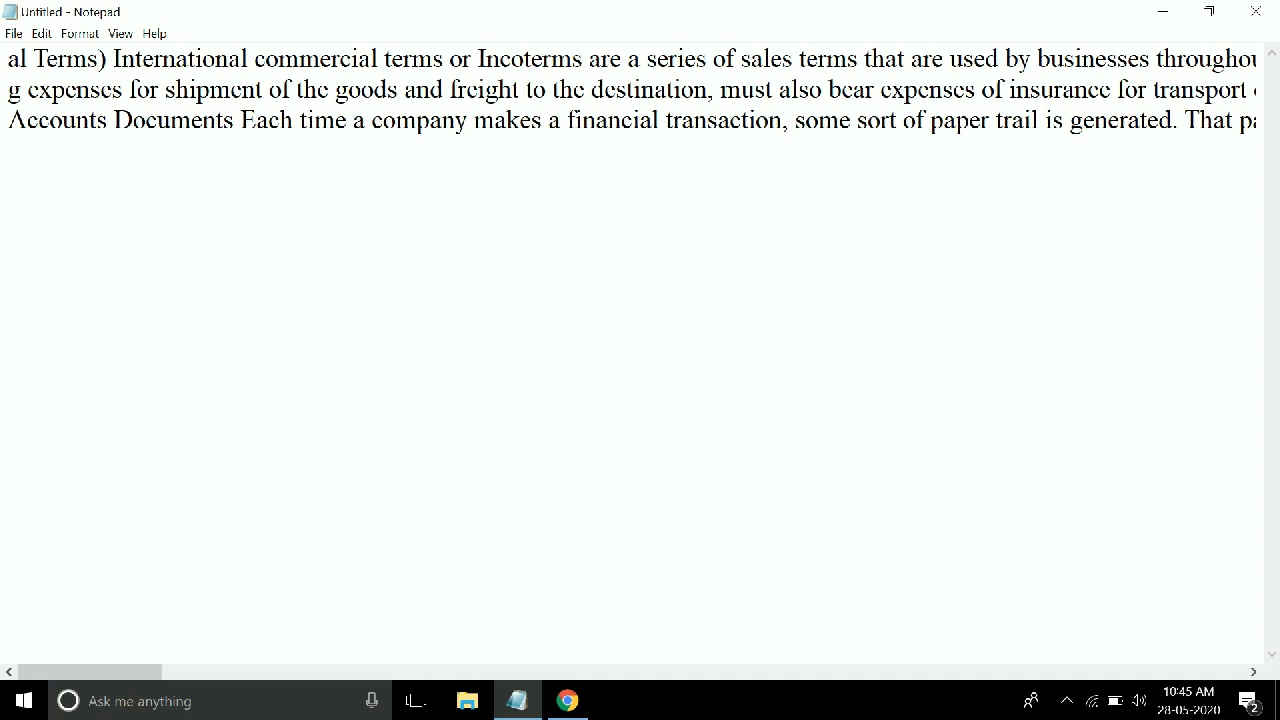 Untitled - Notepad
File Edit Format View Help
al Terms) International commercial terms or Incoterms are a series of sales terms that are used by businesses
g expenses for shipment of the goods and freight to the destination, must also bear expenses of insurance for transport
Accounts Documents Each time a company makes a financial transaction, some sort of paper trail is generated. That
Ask me anything
10:45 AM
28-05-2020
2